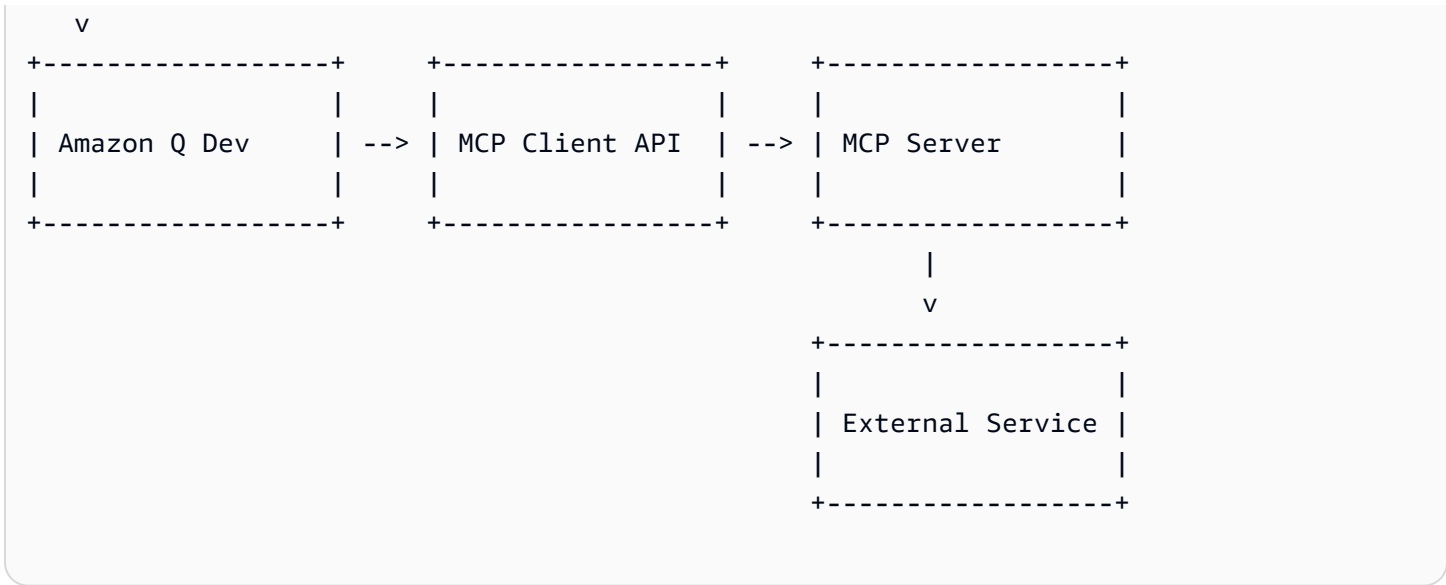 v
+------------------+     +-----------------+     +------------------+
|                  |     |                 |     |                  |
| Amazon Q Dev     | --> | MCP Client API  | --> | MCP Server       |
|                  |     |                 |     |                  |
+------------------+     +-----------------+     +------------------+
|
v
+------------------+
|                  |
| External Service |
|                  |
+------------------+